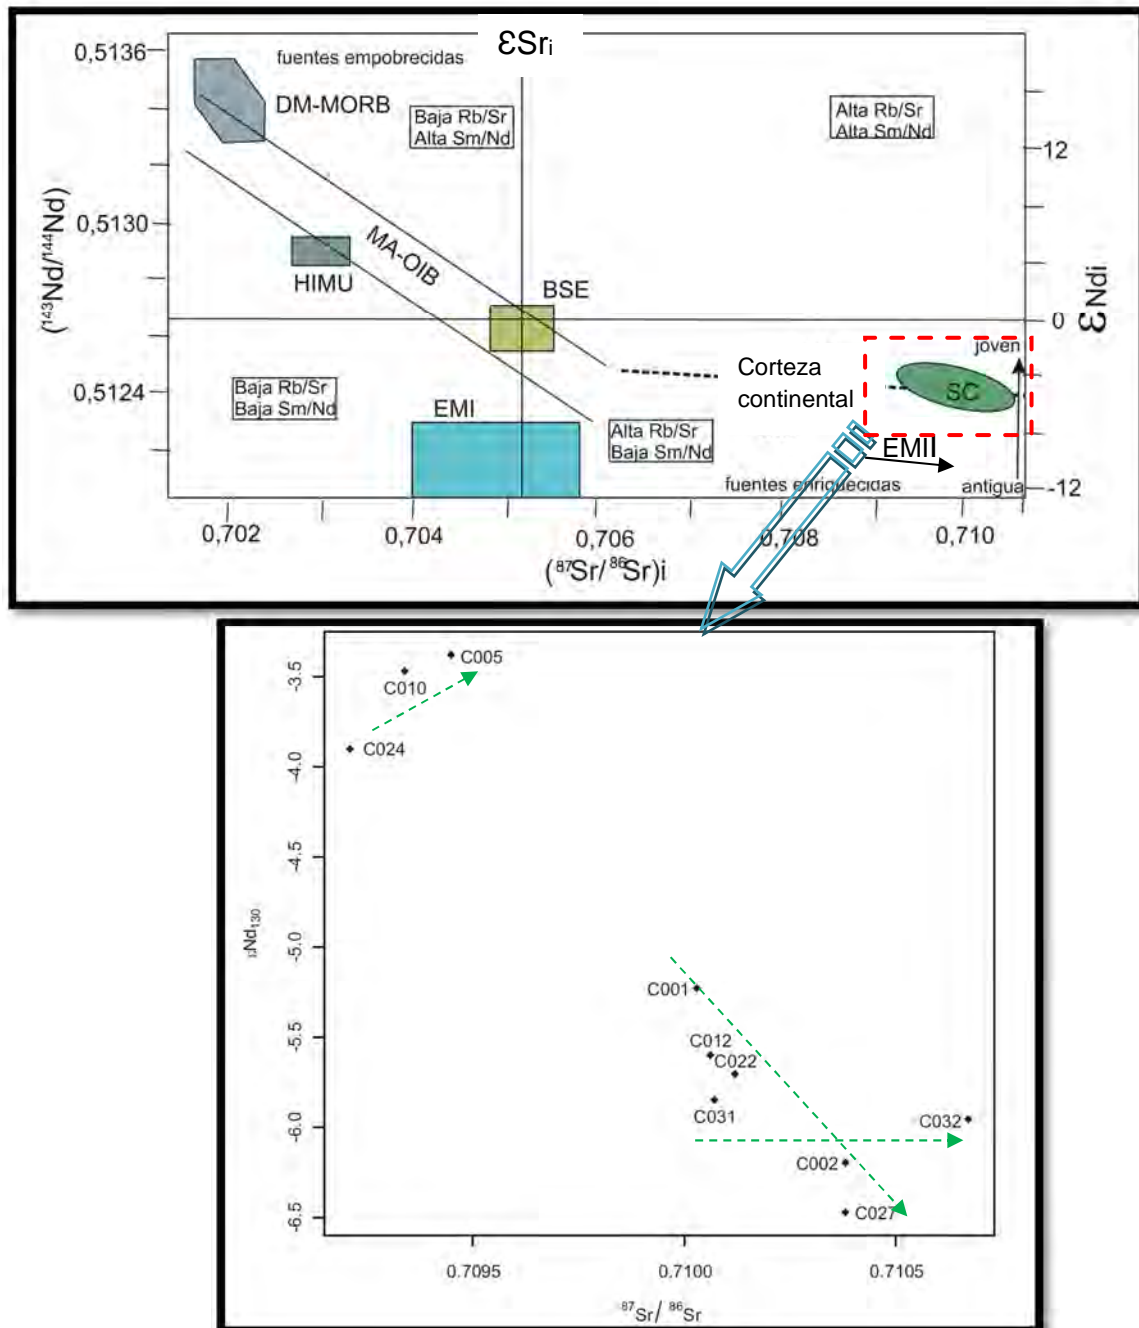 εSri
0,5136
fuentes empobrecidas
DM-MORB
Baja Rb/Sr
Alta Sm/Nd
Alta Rb/Sr
Alta Sm/Nd
12
(¹⁴³Nd/¹⁴⁴Nd)
0,5130
MA-OIB
HIMU
BSE
0
εNdi
joven
Corteza
continental
SC
0,5124
Baja Rb/Sr
Baja Sm/Nd
EMI
Alta Rb/Sr
Baja Sm/Nd
EMII
fuentes enriquecidas
antigua
-12
0,702
0,704
0,706
0,708
0,710
(⁸⁷Sr/⁸⁶Sr)i
-3.5
C005
C010
C024
-4.0
-4.5
εNd₁₃₀
-5.0
C001
-5.5
C012
C022
C031
-6.0
C032
C002
-6.5
C027
0.7095
0.7100
0.7105
⁸⁷Sr/ ⁸⁶Sr